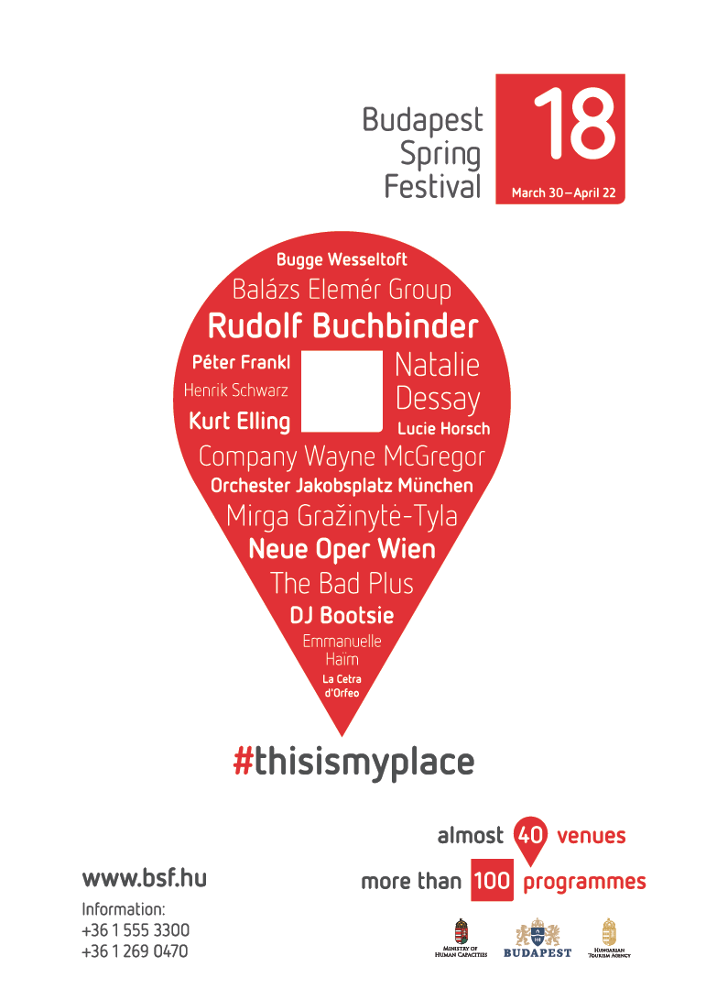 Budapest
Spring
Festival
18
March 30 – April 22
Bugge Wesseltoft
Balázs Elemér Group
Rudolf Buchbinder
Péter Frankl
Henrik Schwarz
Kurt Elling
Natalie
Dessay
Lucie Horsch
Company Wayne McGregor
Orchester Jakobsplatz München
Mirga Gražinytė-Tyla
Neue Oper Wien
The Bad Plus
DJ Bootsie
Emmanuelle
Haïm
La Cetra
d'Orfeo
#thisismyplace
almost 40 venues
more than 100 programmes
www.bsf.hu
Information:
+36 1 555 3300
+36 1 269 0470
Ministry of
Human Capacities
BUDAPEST
Hungarian
Tourism Agency